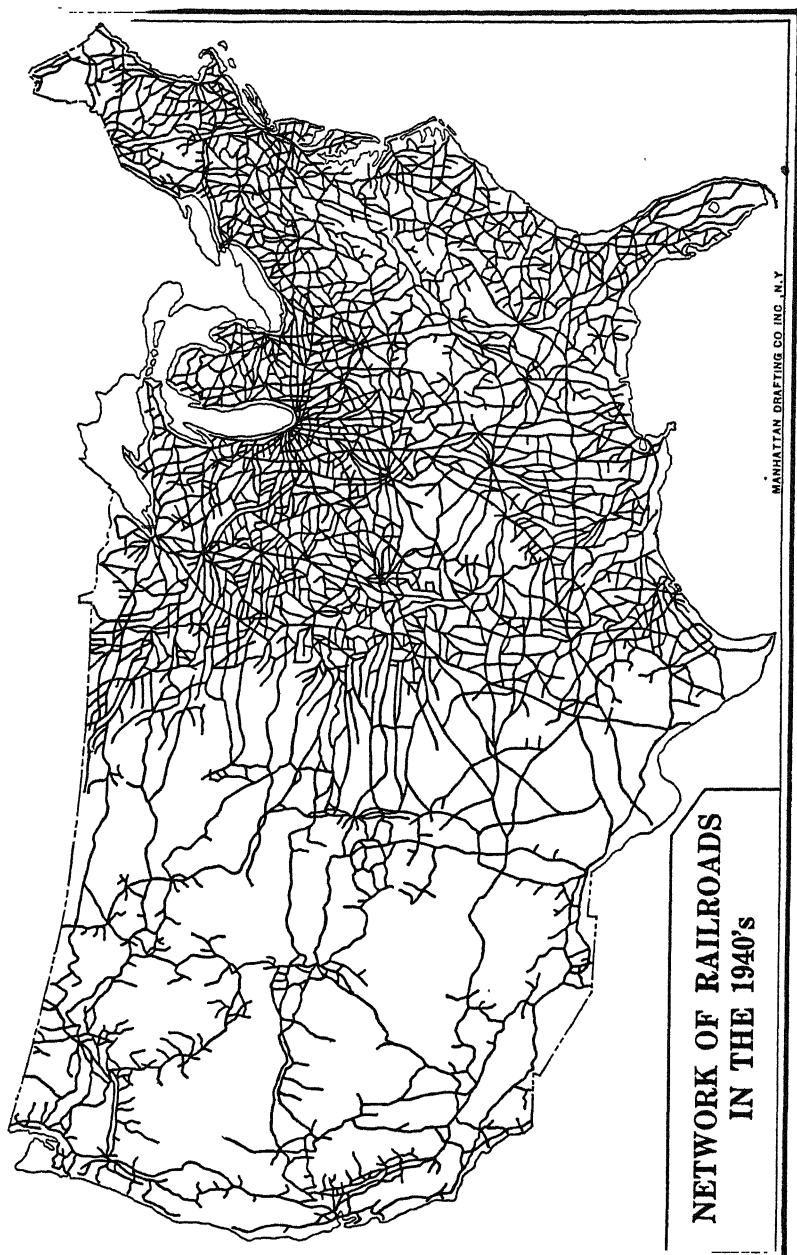 NETWORK OF RAILROADS
IN THE 1940's
MANHATTAN DRAFTING CO INC., N.Y